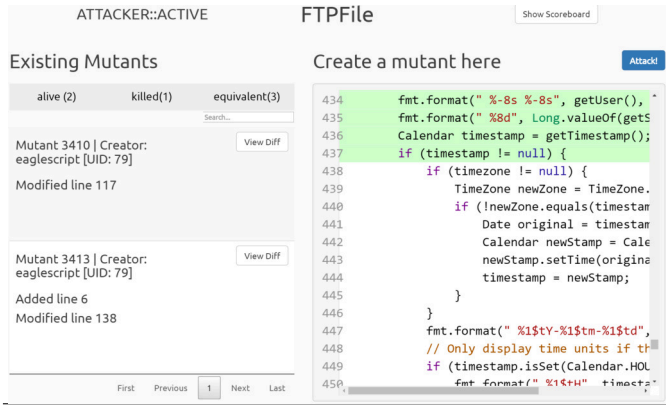 ATTACKER::ACTIVE
FTPFile
Show Scoreboard
Existing Mutants
Create a mutant here
Attack!
alive (2) killed(1) equivalent(3)
Search...
Mutant 3410 | Creator:
eaglescript [UID: 79]
View Diff
Modified line 117
Mutant 3413 | Creator:
eaglescript [UID: 79]
View Diff
Added line 6
Modified line 138
First Previous 1 Next Last
434 fmt.format(" %-8s %-8s", getUser(),
435 fmt.format(" %8d", Long.valueOf(getS
436 Calendar timestamp = getTimestamp();
437 if (timestamp != null) {
438 if (timezone != null) {
439 TimeZone newZone = TimeZone.
440 if (!newZone.equals(timestam
441 Date original = timestam
442 Calendar newStamp = Cale
443 newStamp.setTime(origina
444 timestamp = newStamp;
445 }
446 }
447 fmt.format(" %1$tY-%1$tm-%1$td",
448 // Only display time units if th
449 if (timestamp.isSet(Calendar.HOU
450 fmt.format(" %1$tH", timesta